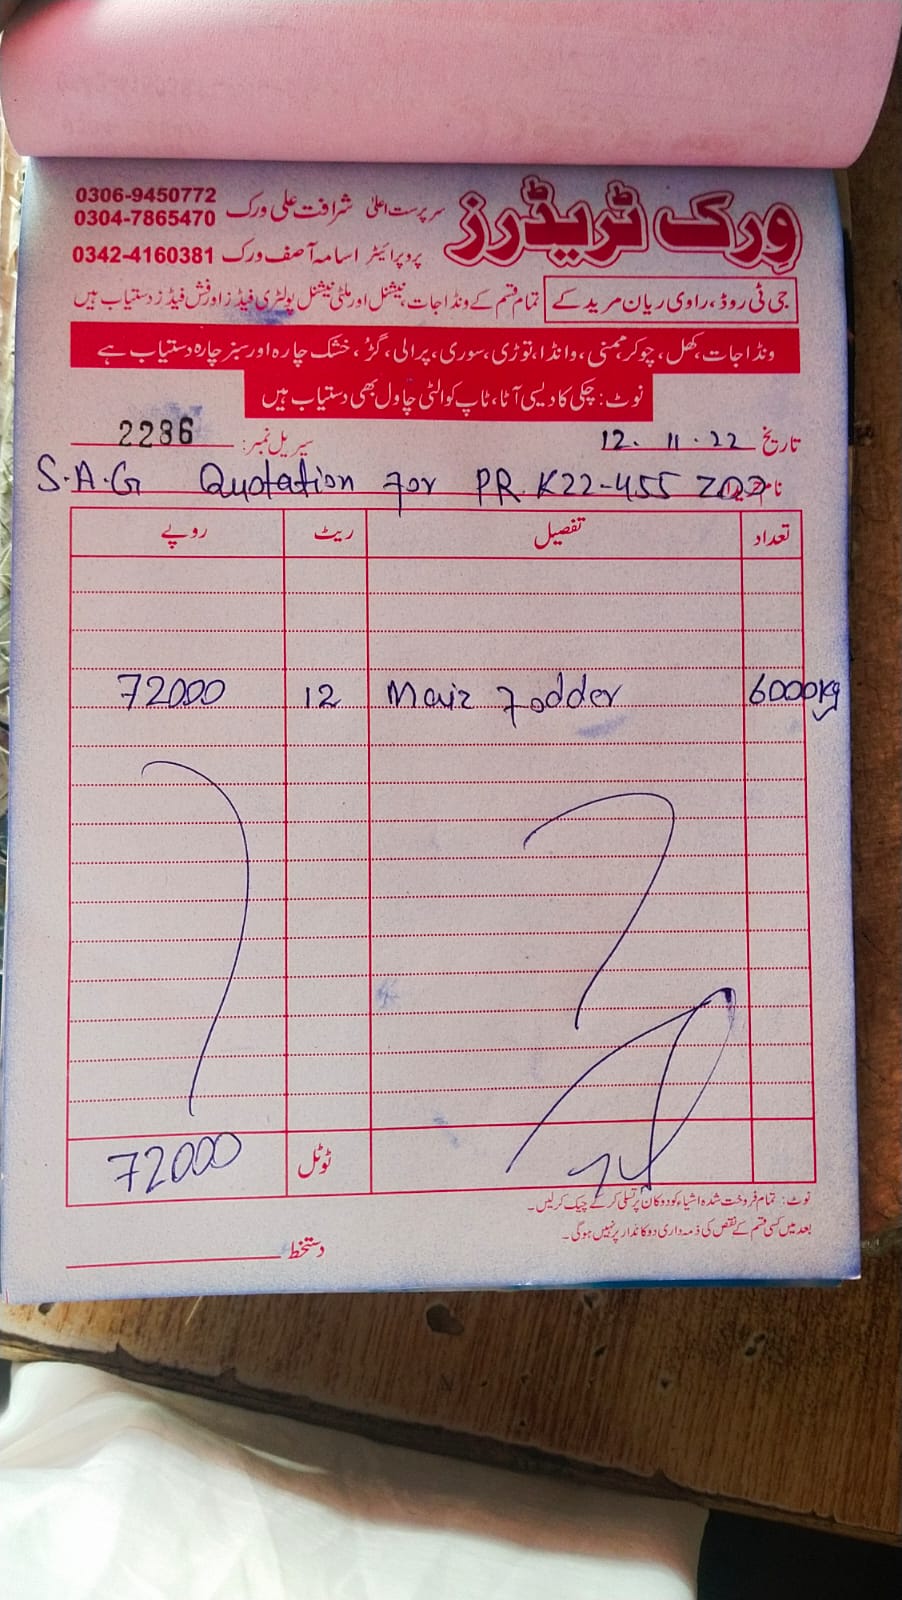 ورک ٹریڈرز
سرپرست اعلیٰ شرافت علی ورک 0306-9450772
0304-7865470
پروپرائیٹر اسامہ آصف ورک 0342-4160381
جی ٹی روڈ، راوی ریان مریدکے
تمام قسم کے ونڈا جات، نیشنل اور ملٹی نیشنل پولٹری فیڈز اور فش فیڈز دستیاب ہیں
ونڈا جات، کھل، چوکر، ممنی، وانڈا، توڑی، سوری، پرالی، گڑ، خشک چارہ اور سبز چارہ دستیاب ہے
نوٹ: چکی کا دیسی آٹا، ٹاپ کوالٹی چاول بھی دستیاب ہیں
تاریخ 12. 11. 22 سیریل نمبر: 2286
S.A.G Quotation for PR. K22-455
تعداد تفصیل ریٹ روپے
6000kg Maiz Fodder 12 72000
ٹوٹل 72000
نوٹ: تمام فروخت شدہ اشیاء کو دوکان پر تسلی کر کے چیک کر لیں۔
بعد میں کسی قسم کے نقص کی ذمہ داری دوکاندار پر نہیں ہوگی۔
دستخط